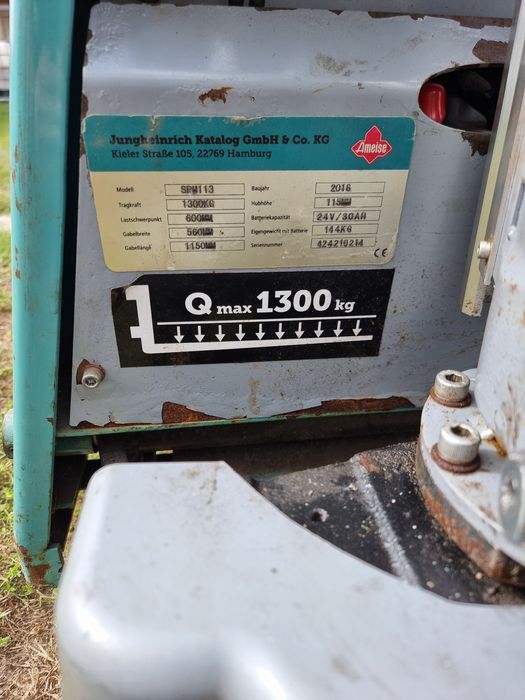 Jungheinrich Katalog GmbH & Co. KG
Kieler Straße 105, 22769 Hamburg
Ameise
Modell SPM113 Baujahr 2016
Tragkraft 1300KG Hubhöhe 115MM
Lastschwerpunkt 600MM Batteriekapazität 24V/30AH
Gabelbreite 560MM Eigengewicht mit Batterie 144KG
Gabellänge 1150MM Seriennummer 424210214
CE
Q max 1300 kg